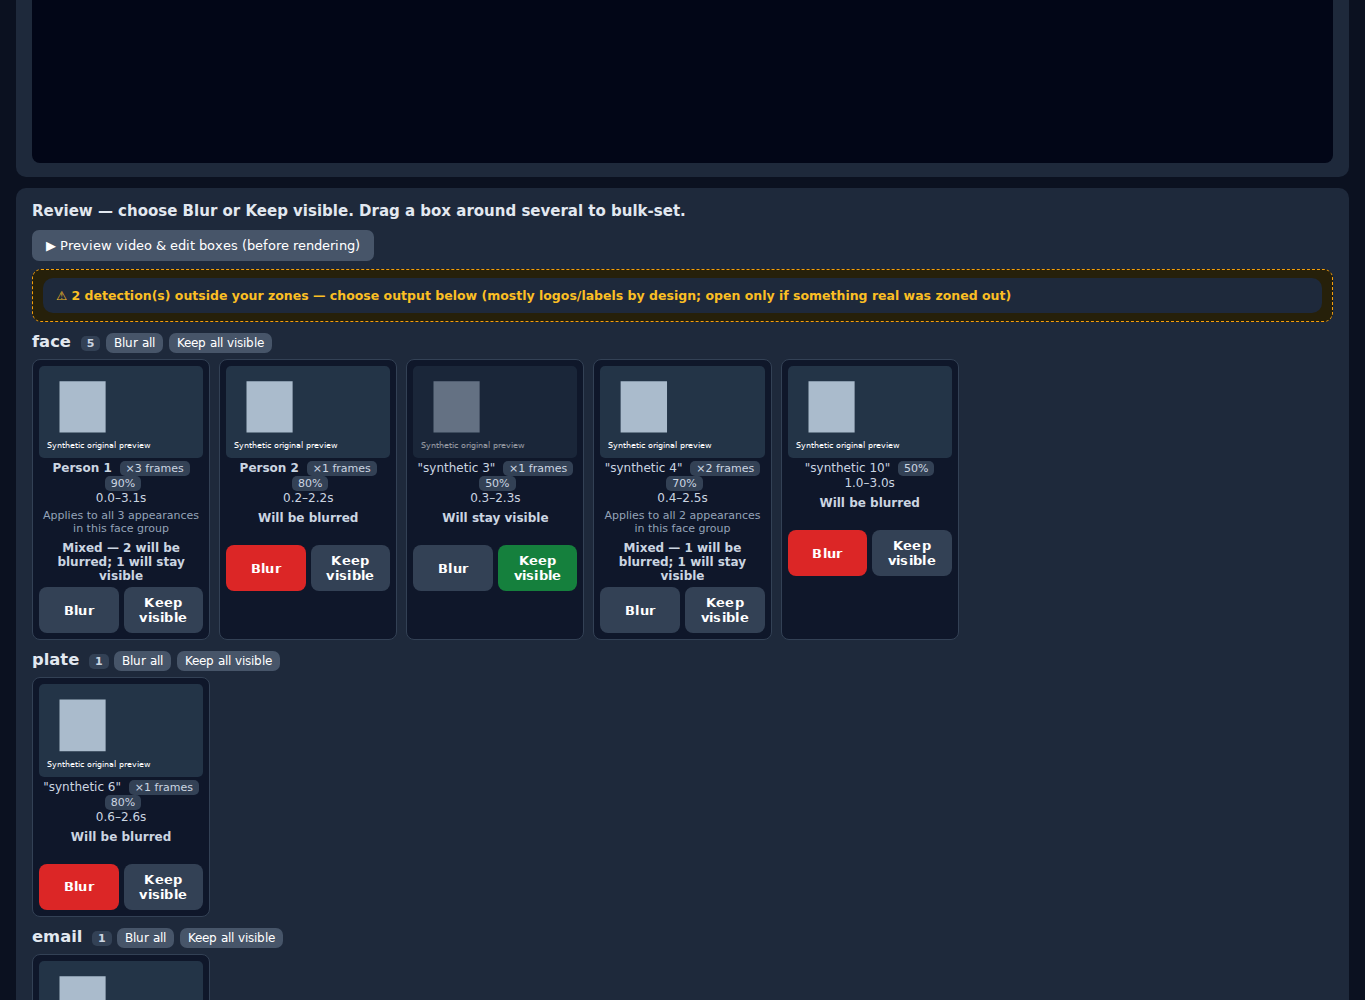 Review — choose Blur or Keep visible. Drag a box around several to bulk-set.
▶ Preview video & edit boxes (before rendering)
⚠ 2 detection(s) outside your zones — choose output below (mostly logos/labels by design; open only if something real was zoned out)
face 5 Blur all Keep all visible
Synthetic original preview
Person 1 ×3 frames
90%
0.0–3.1s
Applies to all 3 appearances
in this face group
Mixed — 2 will be
blurred; 1 will stay
visible
Blur
Keep
visible
Synthetic original preview
Person 2 ×1 frames
80%
0.2–2.2s
Will be blurred
Blur
Keep
visible
Synthetic original preview
"synthetic 3" ×1 frames
50%
0.3–2.3s
Will stay visible
Blur
Keep
visible
Synthetic original preview
"synthetic 4" ×2 frames
70%
0.4–2.5s
Applies to all 2 appearances
in this face group
Mixed — 1 will be
blurred; 1 will stay
visible
Blur
Keep
visible
Synthetic original preview
"synthetic 10" 50%
1.0–3.0s
Will be blurred
Blur
Keep
visible
plate 1 Blur all Keep all visible
Synthetic original preview
"synthetic 6" ×1 frames
80%
0.6–2.6s
Will be blurred
Blur
Keep
visible
email 1 Blur all Keep all visible